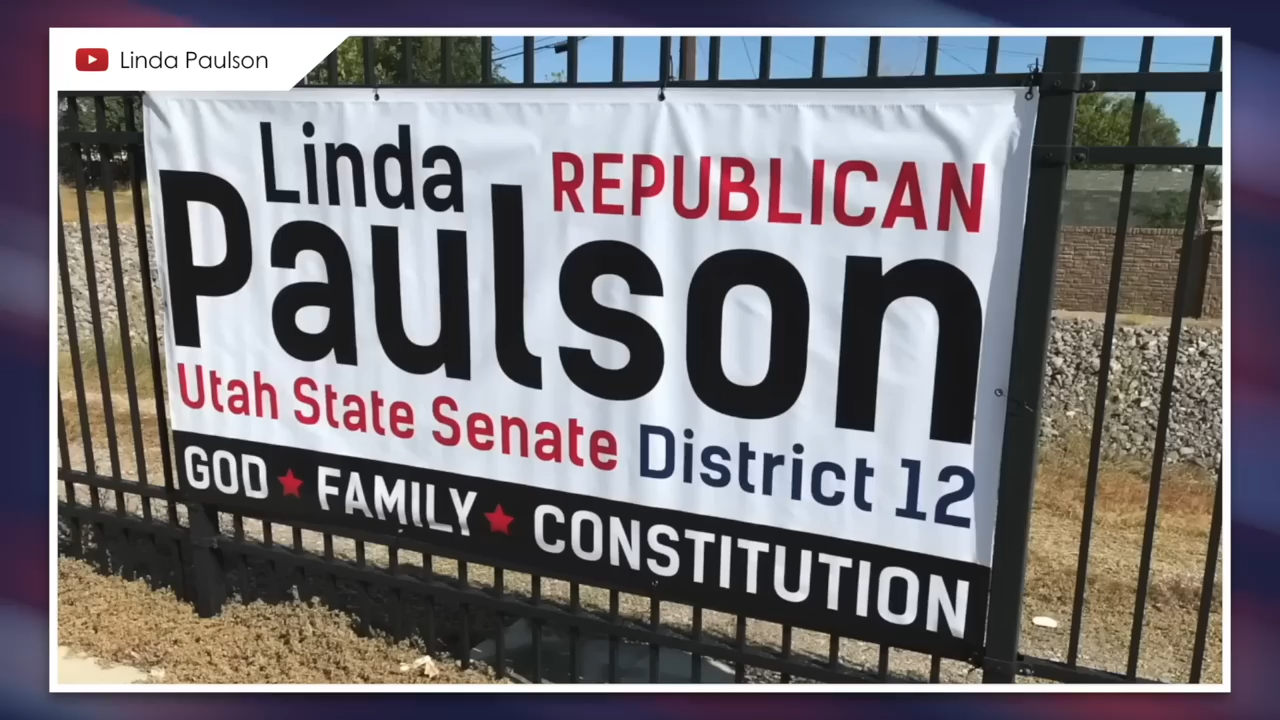 Linda Paulson
Linda
REPUBLICAN
Paulson
Utah State Senate District 12
GOD ★ FAMILY ★ CONSTITUTION